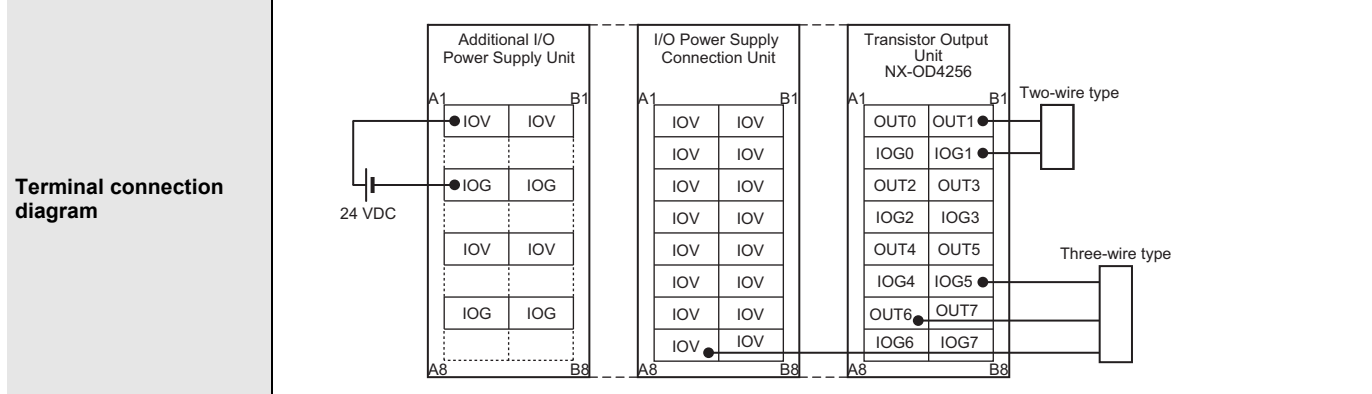 Terminal connection
diagram
Additional I/O
Power Supply Unit
A1 B1
IOV IOV
IOG IOG
IOV IOV
IOG IOG
A8 B8
24 VDC
I/O Power Supply
Connection Unit
A1 B1
IOV IOV
IOV IOV
IOV IOV
IOV IOV
IOV IOV
IOV IOV
IOV IOV
IOV IOV
A8 B8
Transistor Output
Unit
NX-OD4256
A1 B1
OUT0 OUT1
IOG0 IOG1
OUT2 OUT3
IOG2 IOG3
OUT4 OUT5
IOG4 IOG5
OUT6 OUT7
IOG6 IOG7
A8 B8
Two-wire type
Three-wire type